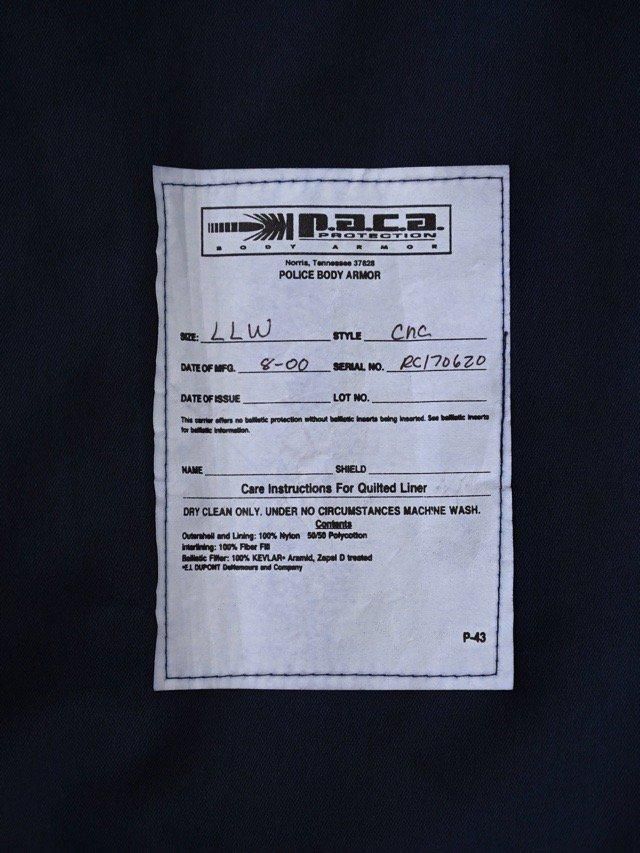 p.a.c.a.
PROTECTION
BODY ARMOR
Norris, Tennessee 37828
POLICE BODY ARMOR
SIZE: LLW STYLE CnC
DATE OF MFG. 8-00 SERIAL NO. RC170620
DATE OF ISSUE LOT NO.
This carrier offers no ballistic protection without ballistic inserts being inserted. See ballistic inserts
for ballistic information.
NAME SHIELD
Care Instructions For Quilted Liner
DRY CLEAN ONLY. UNDER NO CIRCUMSTANCES MACHINE WASH.
Contents
Outershell and Lining: 100% Nylon 50/50 Polycotton
Interlining: 100% Fiber Fill
Ballistic Filler: 100% KEVLAR* Aramid, Zepel D treated
*E.I. DUPONT DeNemours and Company
P-43